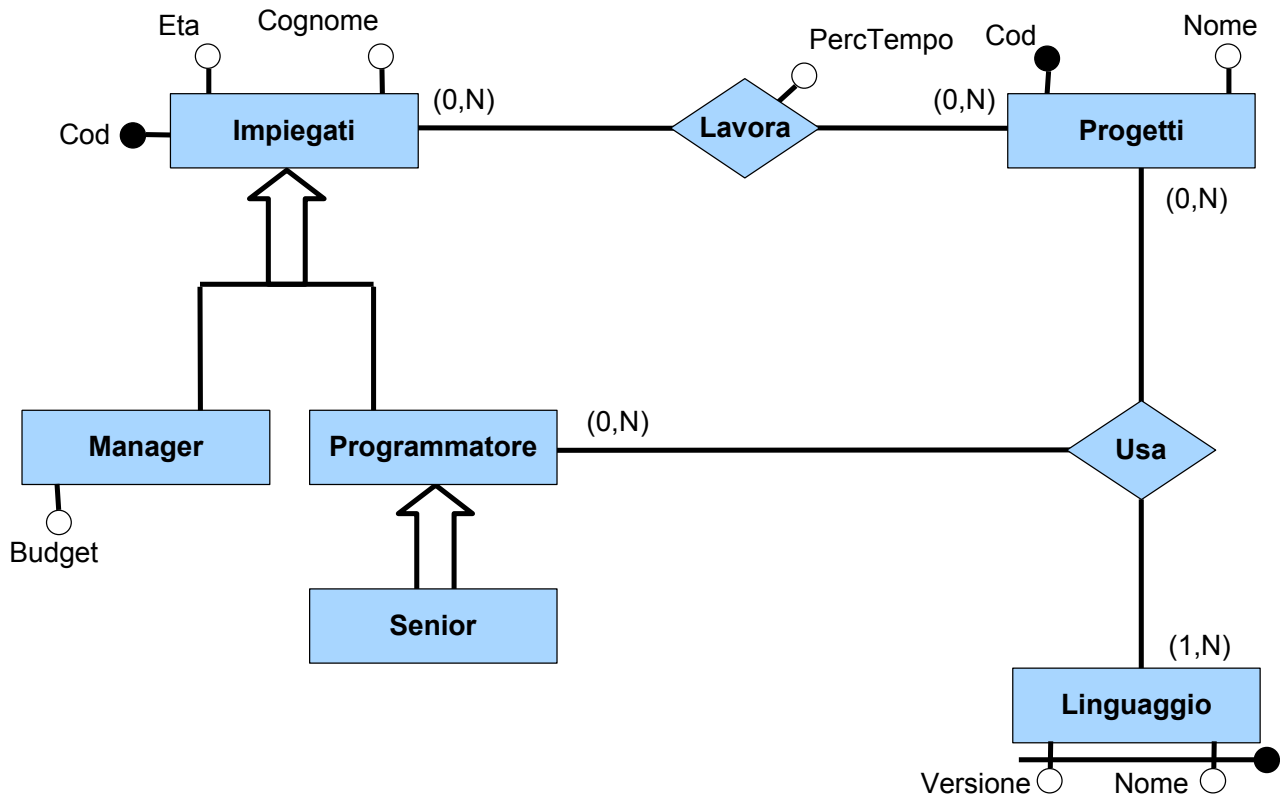 Eta
Cognome
PercTempo
Cod
Nome
(0,N)
(0,N)
Cod
Impiegati
Lavora
Progetti
(0,N)
Manager
Programmatore
(0,N)
Usa
Budget
Senior
(1,N)
Linguaggio
Versione
Nome